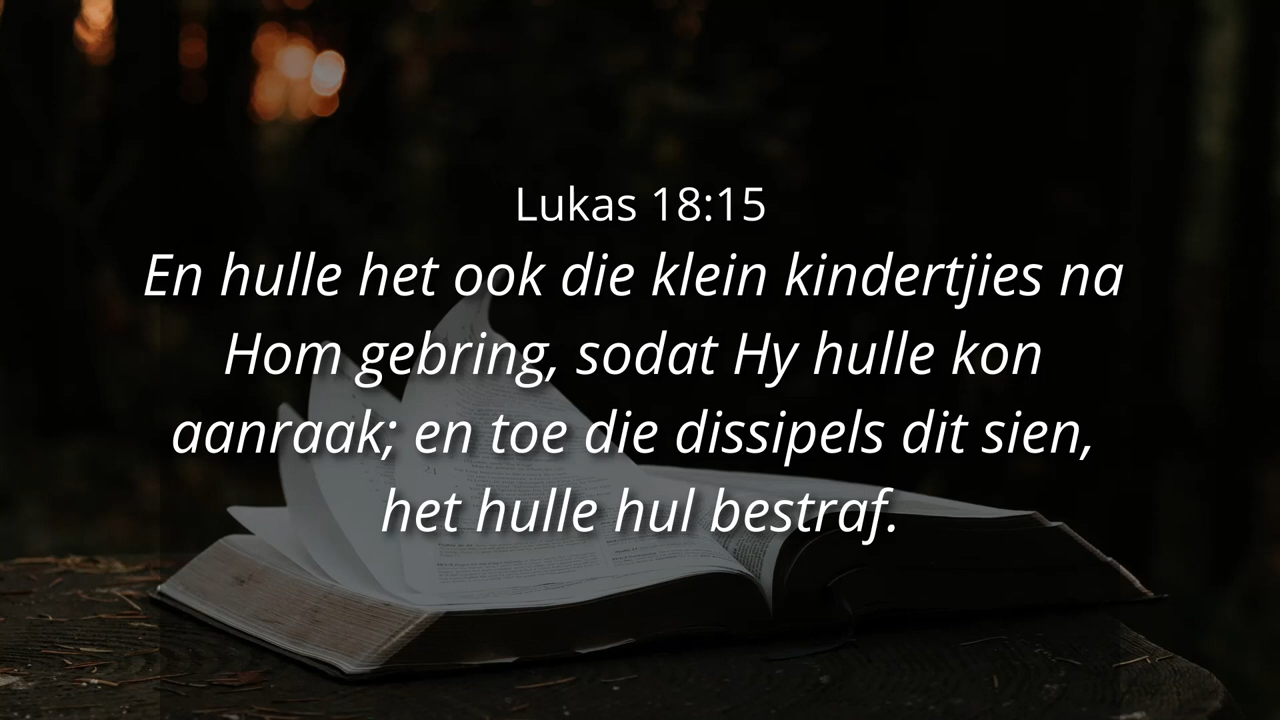 Lukas 18:15
En hulle het ook die klein kindertjies na
Hom gebring, sodat Hy hulle kon
aanraak; en toe die dissipels dit sien,
het hulle hul bestraf.